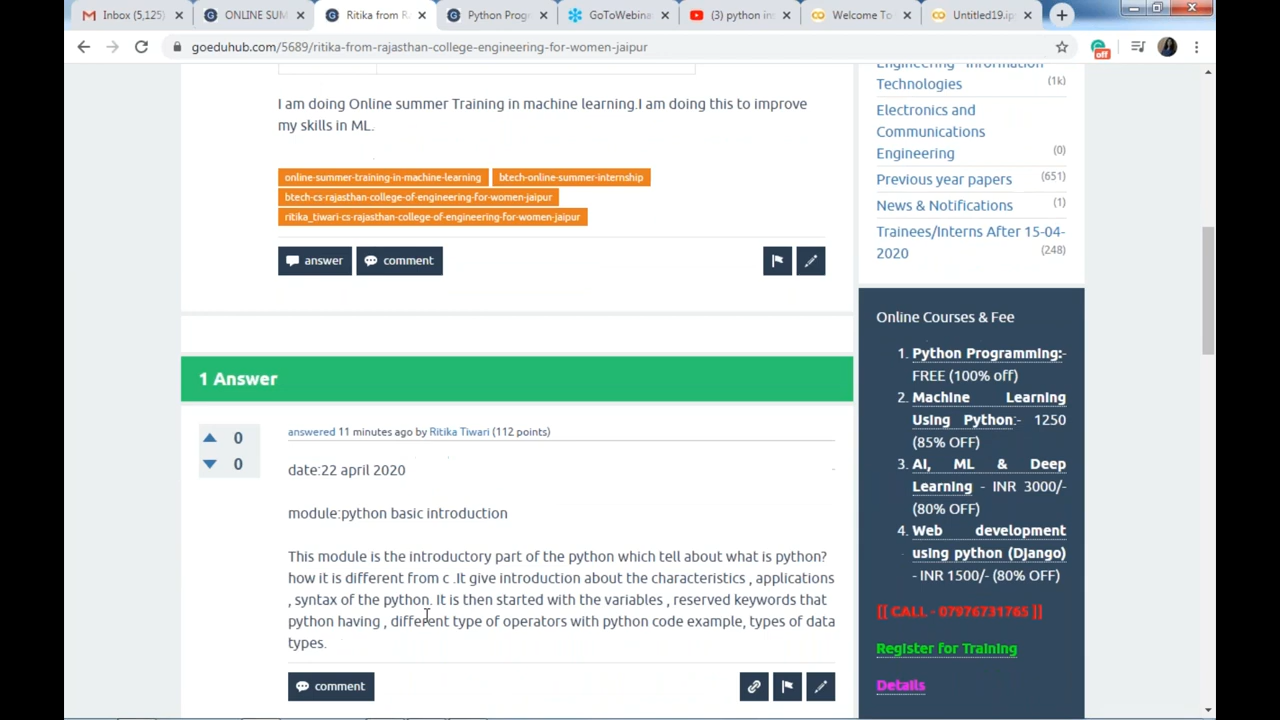 Inbox (5,125)
ONLINE SUM
Ritika from R
Python Prog
GoToWebina
(3) python in
Welcome To
Untitled19.ip
goeduhub.com/5689/ritika-from-rajasthan-college-engineering-for-women-jaipur
off
I am doing Online summer Training in machine learning.I am doing this to improve
my skills in ML.
online-summer-training-in-machine-learning
btech-online-summer-internship
btech-cs-rajasthan-college-of-engineering-for-women-jaipur
ritika_tiwari-cs-rajasthan-college-of-engineering-for-women-jaipur
answer
comment
1 Answer
0
0
answered 11 minutes ago by Ritika Tiwari (112 points)
date:22 april 2020
module:python basic introduction
This module is the introductory part of the python which tell about what is python?
how it is different from c .It give introduction about the characteristics , applications
, syntax of the python. It is then started with the variables , reserved keywords that
python having , different type of operators with python code example, types of data
types.
comment
Engineering Information
Technologies
(1k)
Electronics and
Communications
Engineering
(0)
Previous year papers
(651)
News & Notifications
(1)
Trainees/Interns After 15-04-
2020
(248)
Online Courses & Fee
1. Python Programming:-
FREE (100% off)
2. Machine Learning
Using Python:- 1250
(85% OFF)
3. AI, ML & Deep
Learning - INR 3000/-
(80% OFF)
4. Web development
using python (Django)
- INR 1500/- (80% OFF)
[[ CALL - 07976731765 ]]
Register for Training
Details